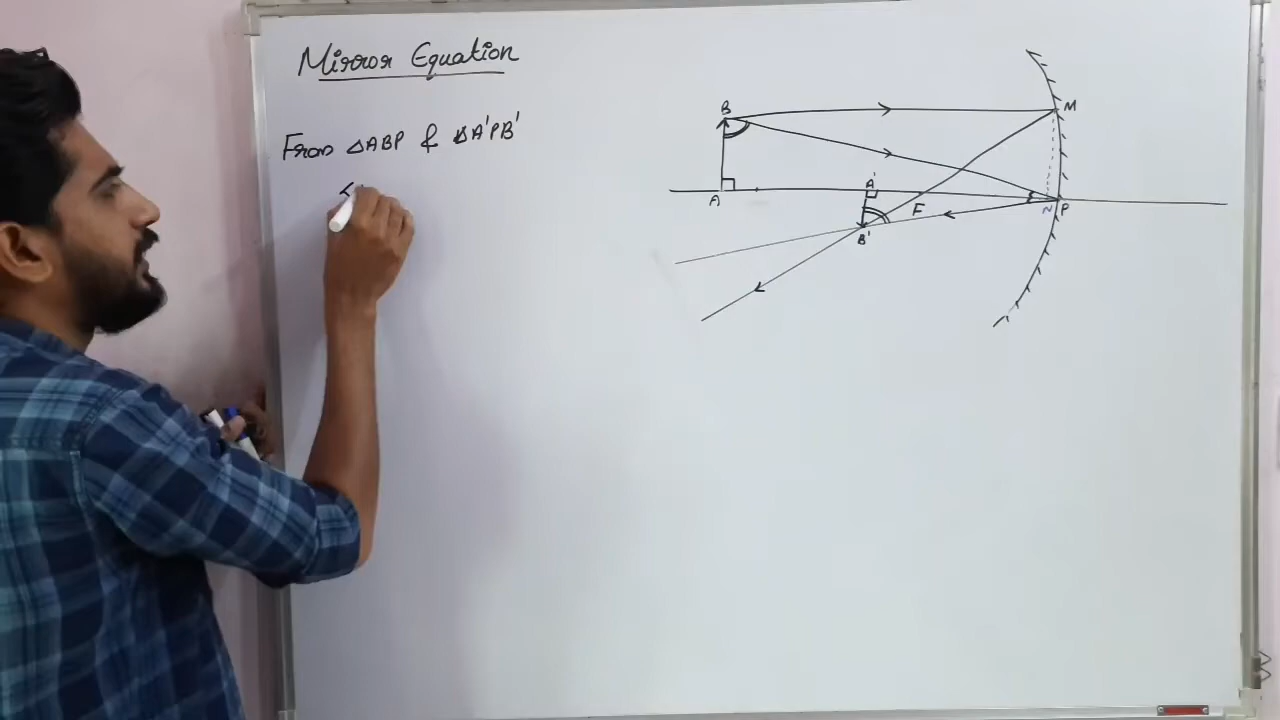 Mirror Equation
From △ABP & △A'PB'
<
B
M
A
A'
F
N
P
B'